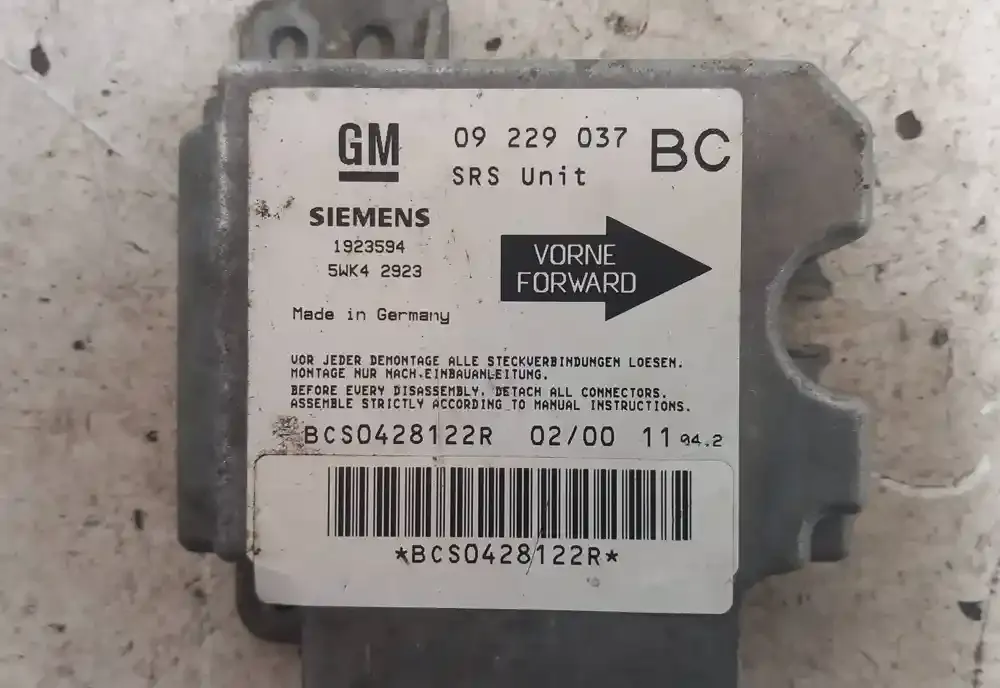 GM 09 229 037 BC
SRS Unit
SIEMENS
1923594
5WK4 2923
VORNE
FORWARD
Made in Germany
VOR JEDER DEMONTAGE ALLE STECKVERBINDUNGEN LOESEN.
MONTAGE NUR NACH EINBAUANLEITUNG.
BEFORE EVERY DISASSEMBLY, DETACH ALL CONNECTORS.
ASSEMBLE STRICTLY ACCORDING TO MANUAL INSTRUCTIONS.
BCS0428122R 02/00 11 04.2
*BCS0428122R*